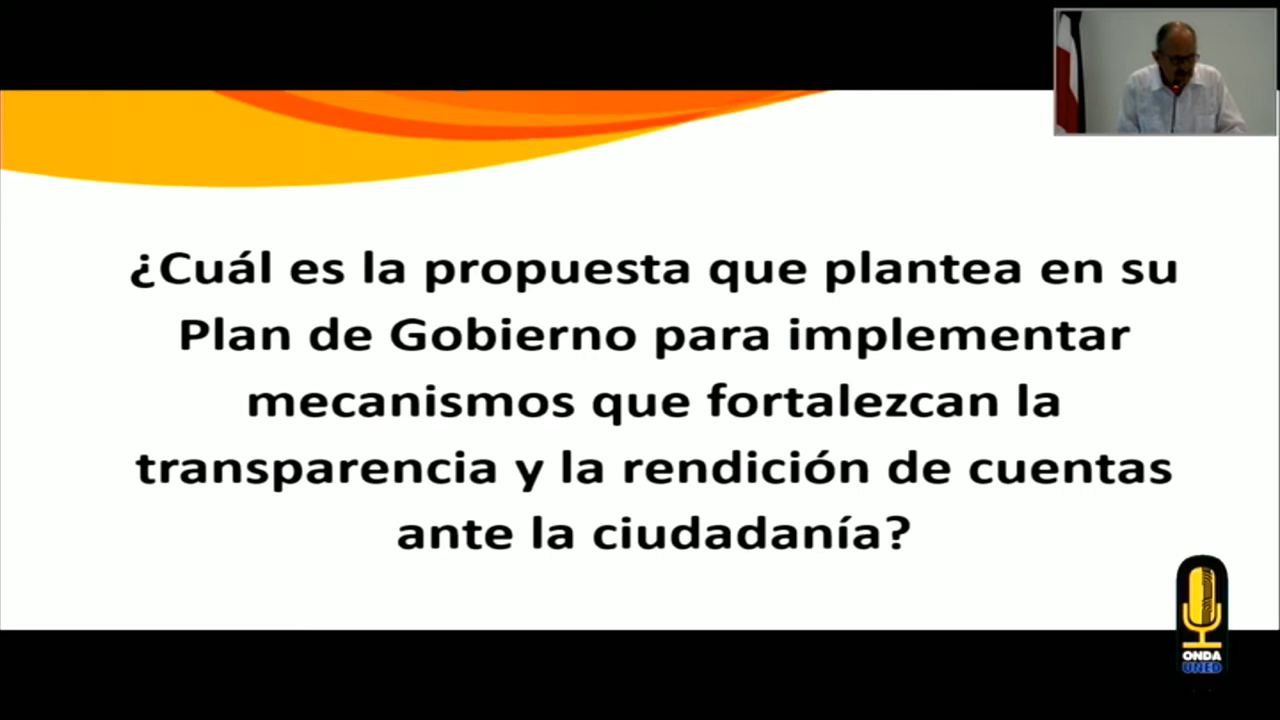 ¿Cuál es la propuesta que plantea en su
Plan de Gobierno para implementar
mecanismos que fortalezcan la
transparencia y la rendición de cuentas
ante la ciudadanía?
ONDA
UNED